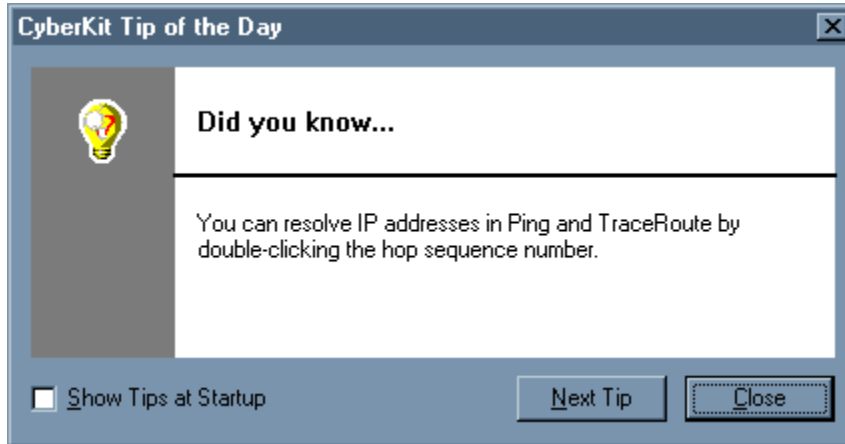 CyberKit Tip of the Day
Did you know...
You can resolve IP addresses in Ping and TraceRoute by
double-clicking the hop sequence number.
Show Tips at Startup
Next Tip
Close